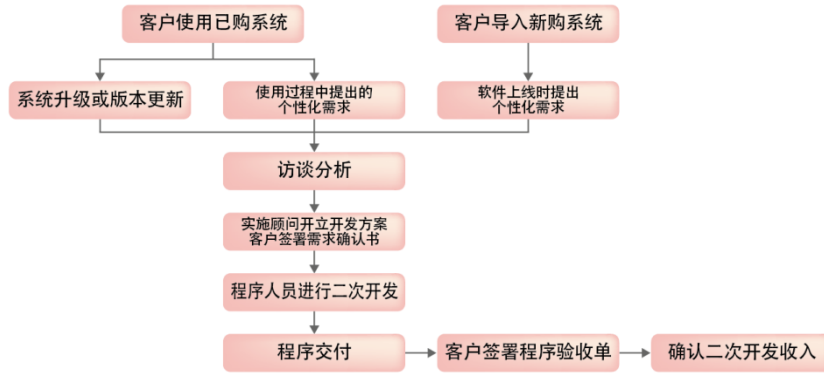 客户使用已购系统
客户导入新购系统
系统升级或版本更新
使用过程中提出的
个性化需求
软件上线时提出
个性化需求
访谈分析
实施顾问开立开发方案
客户签署需求确认书
程序人员进行二次开发
程序交付
客户签署程序验收单
确认二次开发收入